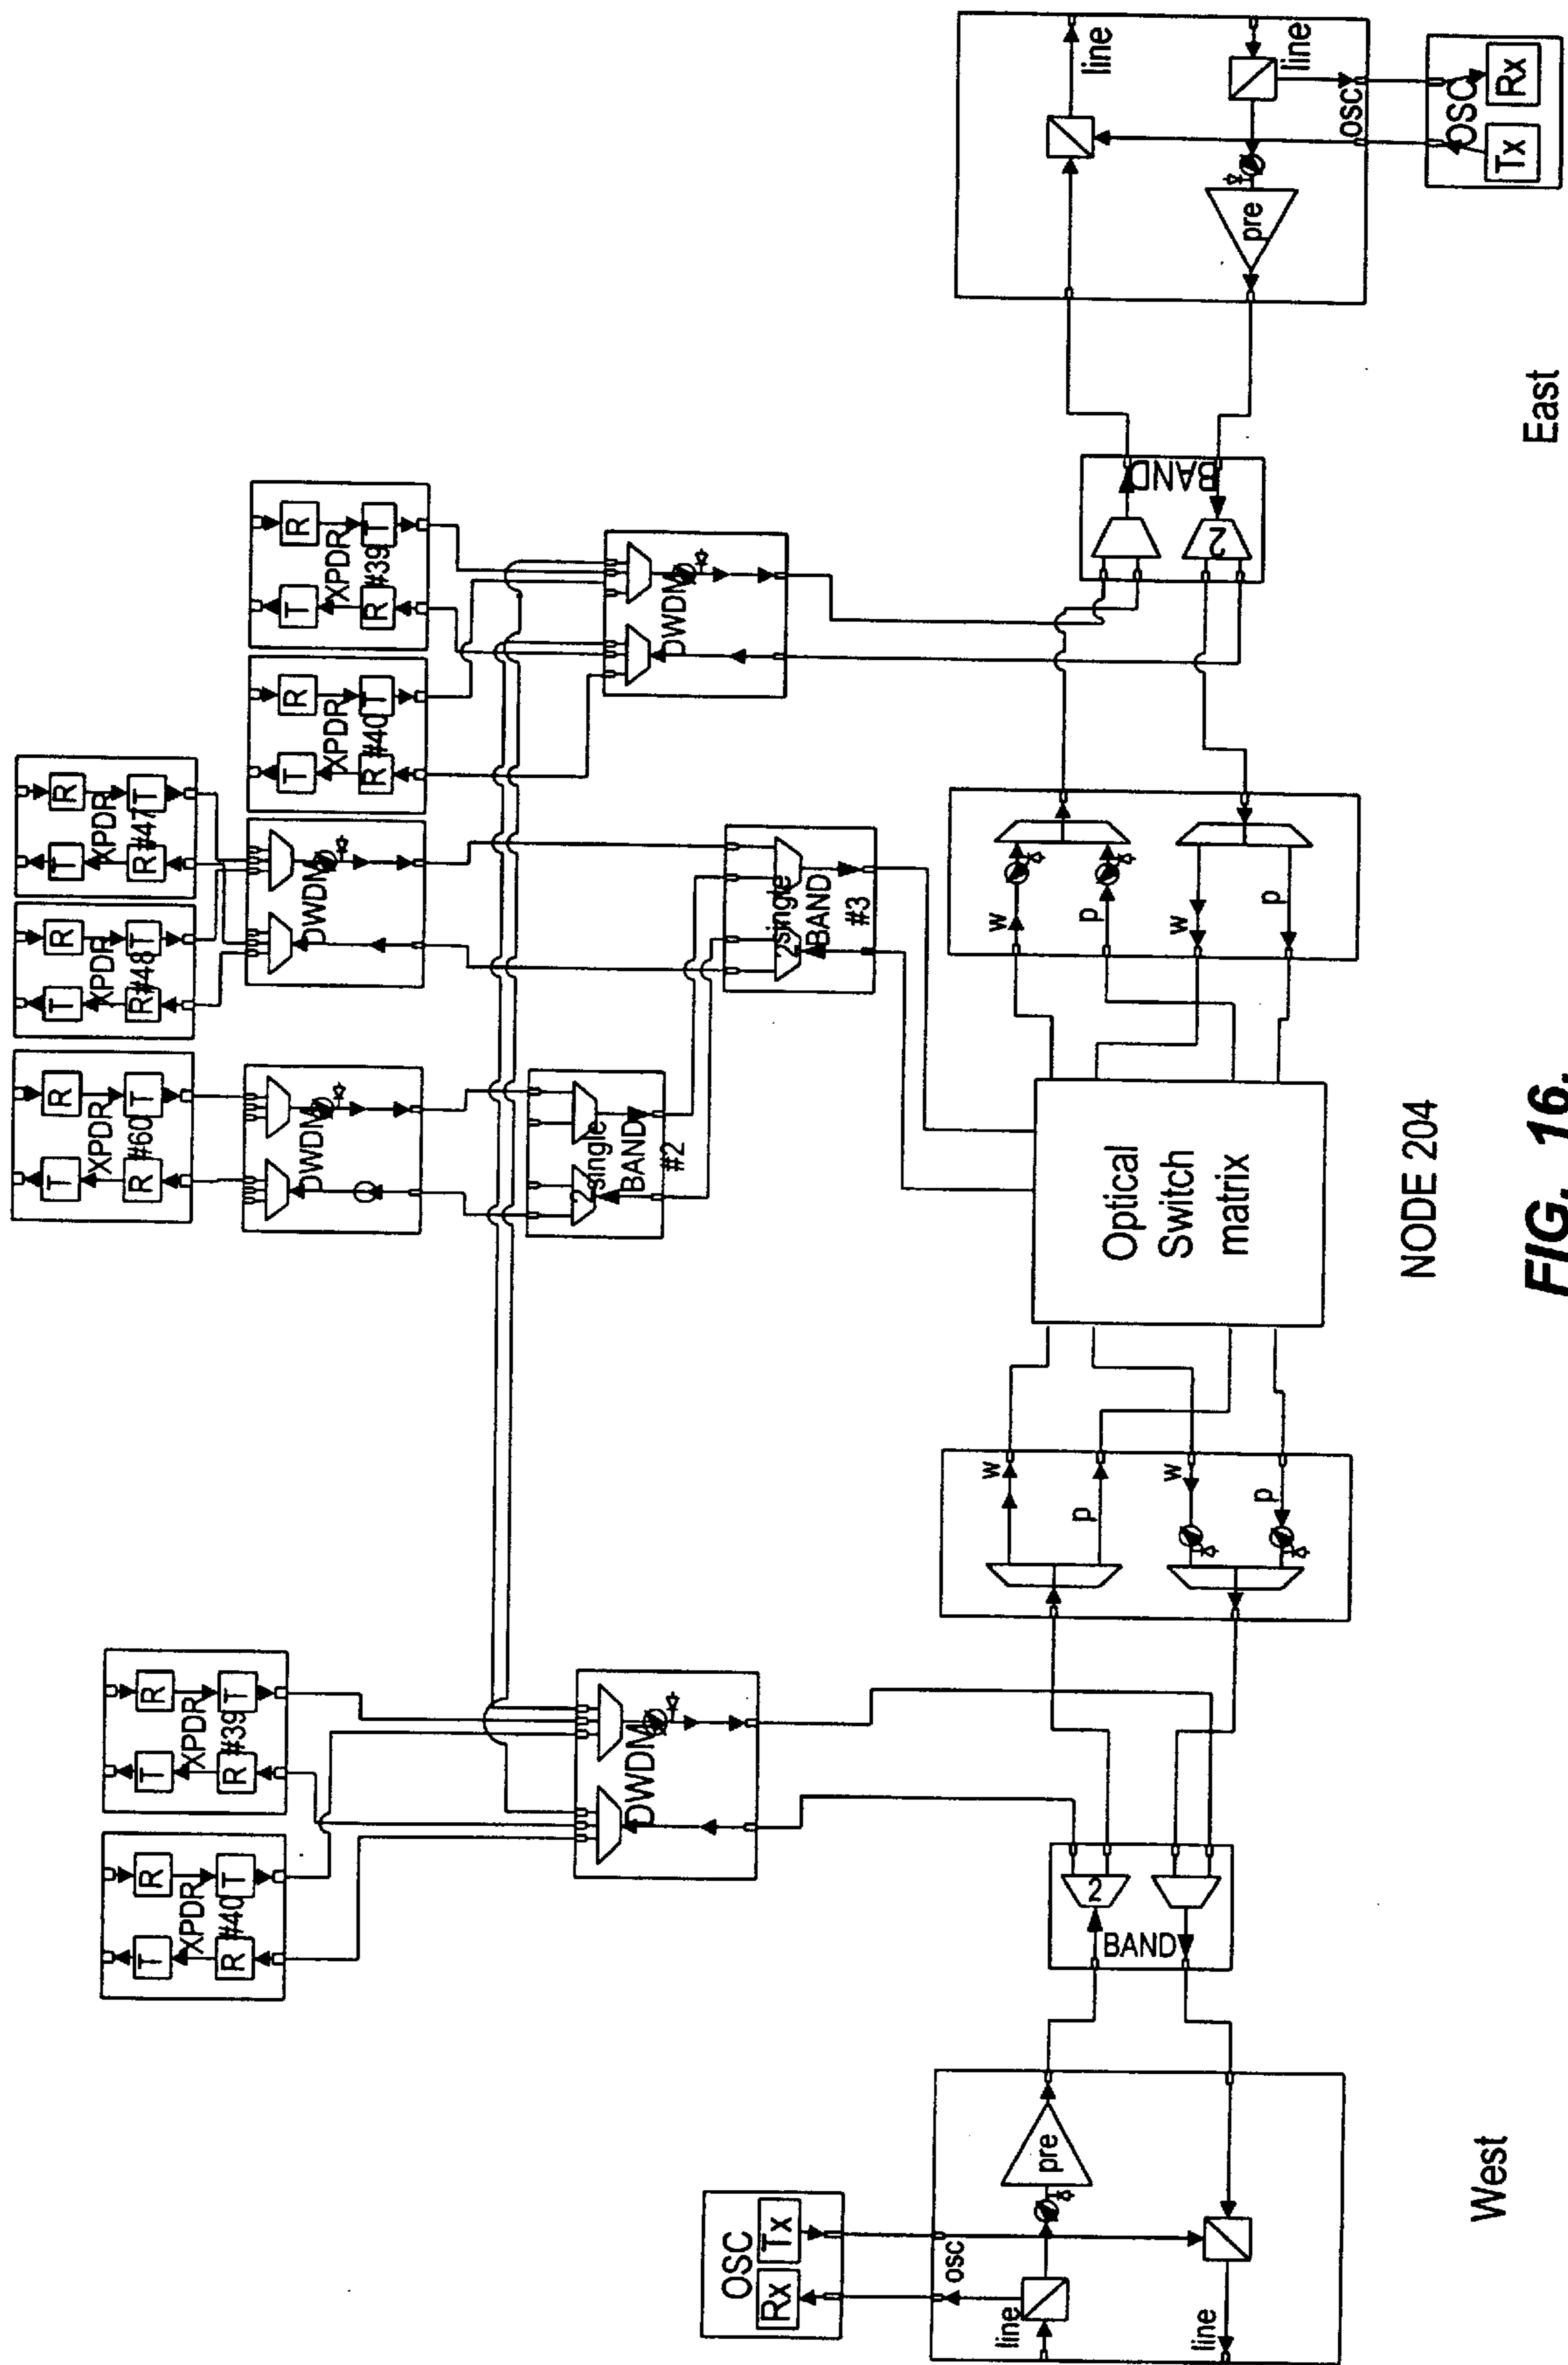 XPDR
#40
T
R
R
T
XPDR
#39
T
R
R
T
XPDR
#60
T
R
R
T
XPDR
#48
T
R
R
T
XPDR
#47
T
R
R
T
XPDR
#40
T
R
R
T
XPDR
#39
T
R
R
T
DWDM
DWDM
DWDM
DWDM
2
single
BAND
#2
2
single
BAND
#3
OSC
Rx
Tx
osc
line
pre
line
2
BAND
w
p
w
p
Optical
Switch
matrix
w
p
w
p
BAND
2
line
line
pre
osc
OSC
Tx
Rx
West
NODE 204
East
FIG. 16.